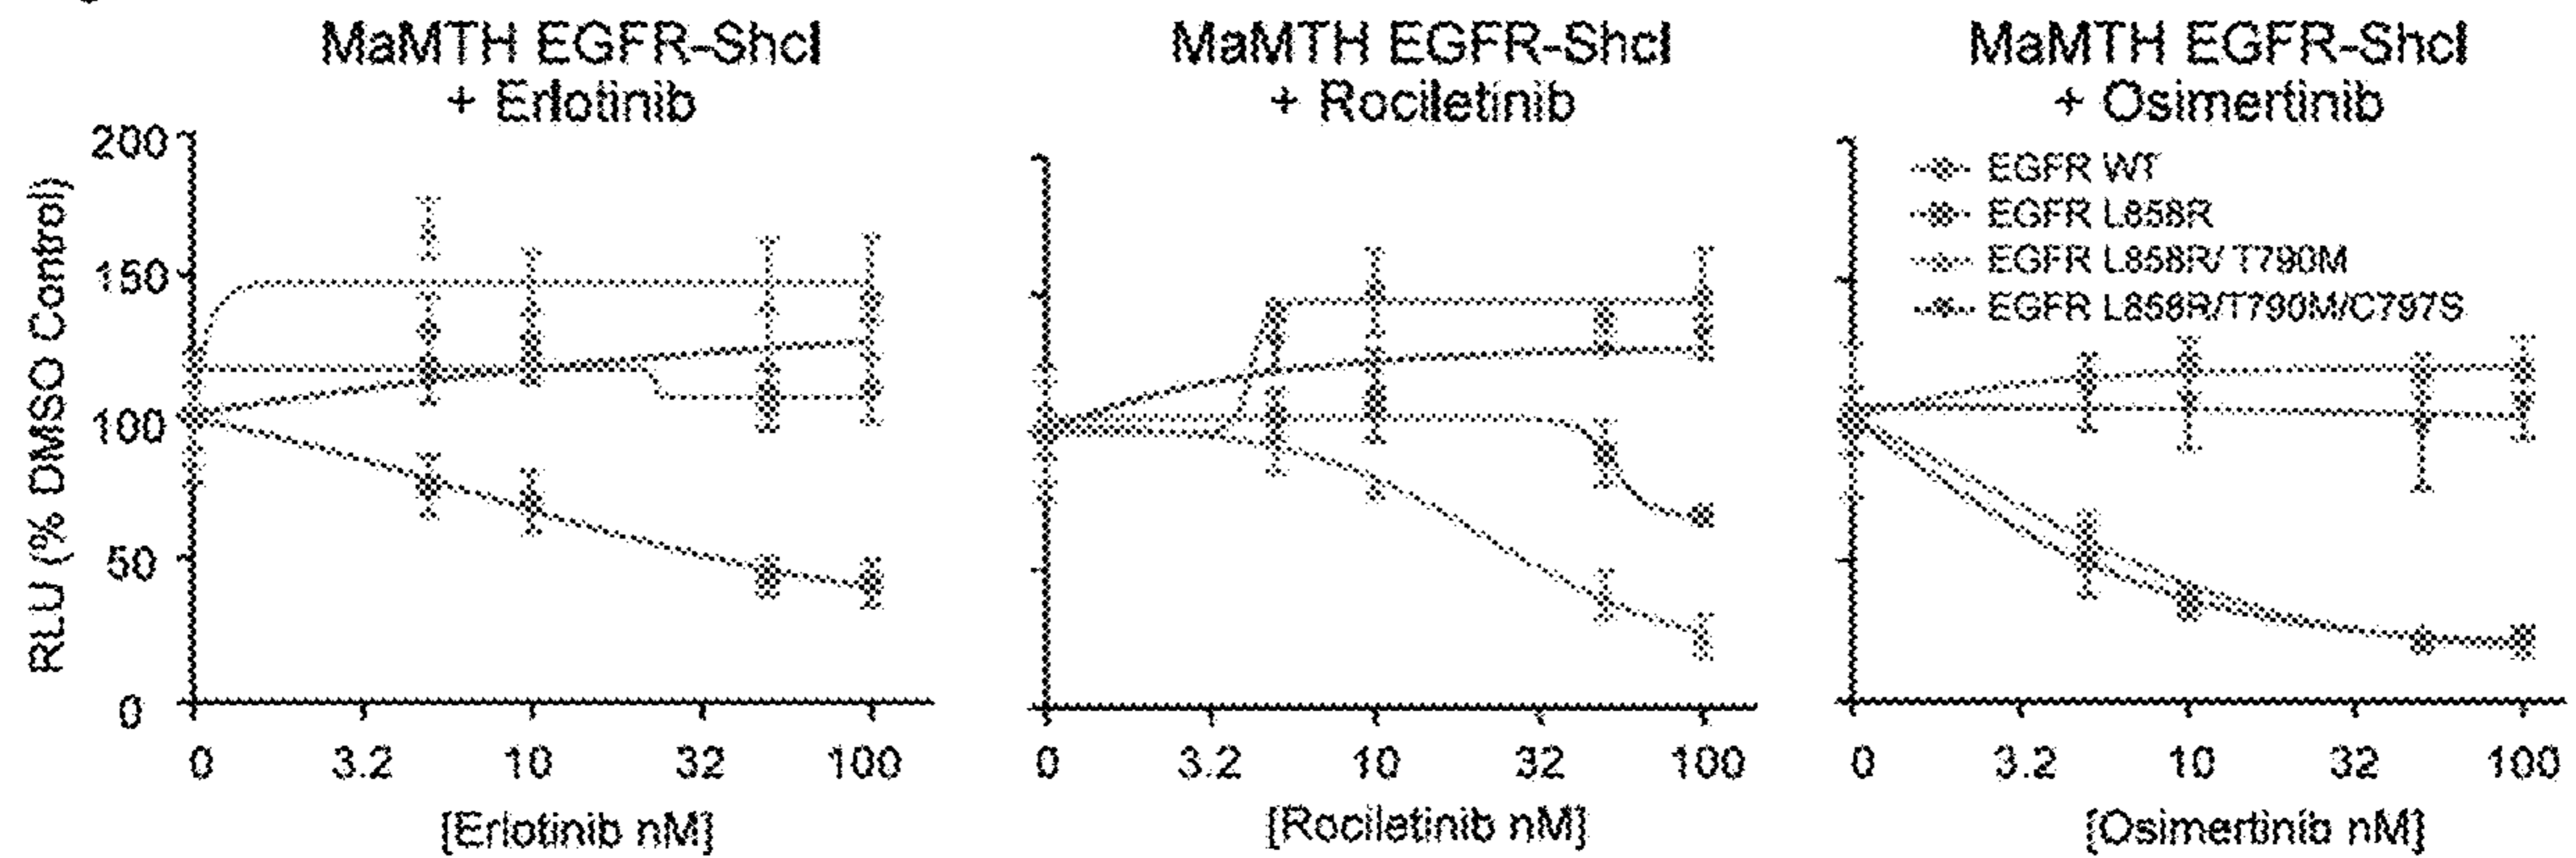 MaMTH EGFR-ShcI
+ Erlotinib
MaMTH EGFR-ShcI
+ Rociletinib
MaMTH EGFR-ShcI
+ Osimertinib
RLU (% DMSO Control)
200
150
100
50
0
EGFR WT
EGFR L858R
EGFR L858R/ T790M
EGFR L858R/T790M/C797S
0 3.2 10 32 100
0 3.2 10 32 100
0 3.2 10 32 100
[Erlotinib nM]
[Rociletinib nM]
[Osimertinib nM]